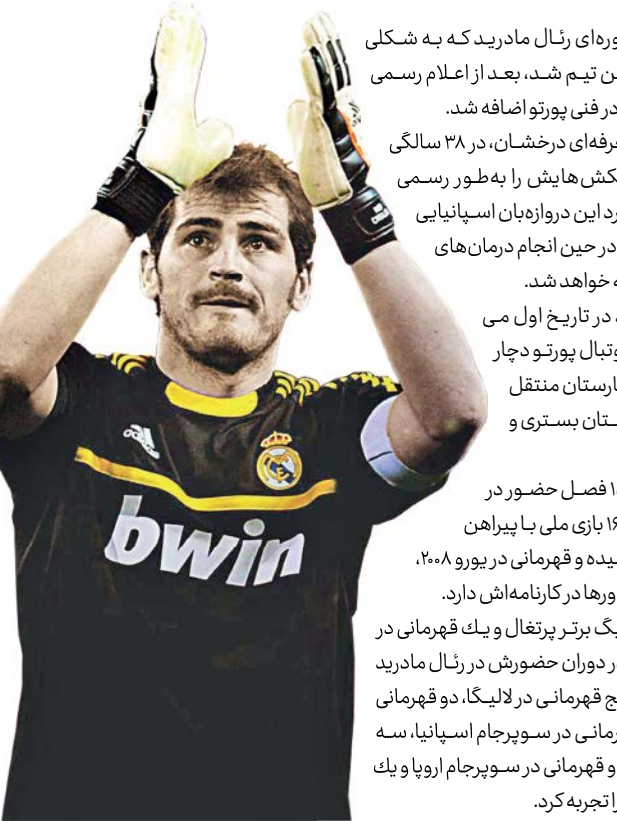 وره‌ای رئال مادرید که به شکلی
ن تیم شد، بعد از اعلام رسمی
در فنی پورتو اضافه شد.
رفه‌ای درخشان، در ۳۸ سالگی
کش‌هایش را به‌طور رسمی
رد این دروازه‌بان اسپانیایی
در حین انجام درمان‌های
ه خواهد شد.
در تاریخ اول می
وتبال پورتو دچار
ارستان منتقل
ستان بستری و
فصل حضور در
بازی ملی با پیراهن
یده و قهرمانی در یورو ۲۰۰۸،
ورها در کارنامه‌اش دارد.
یگ برتر پرتغال و یك قهرمانی در
ر دوران حضورش در رئال مادرید
ج قهرمانی در لالیگا، دو قهرمانی
رمانی در سوپرجام اسپانیا، سه
و قهرمانی در سوپرجام اروپا و یك
را تجربه کرد.
adidas
bwin